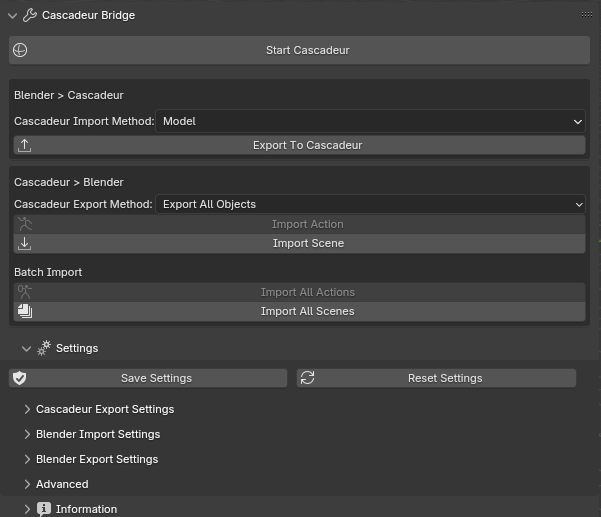 Cascadeur Bridge
Start Cascadeur
Blender > Cascadeur
Cascadeur Import Method: Model
Export To Cascadeur
Cascadeur > Blender
Cascadeur Export Method: Export All Objects
Import Action
Import Scene
Batch Import
Import All Actions
Import All Scenes
Settings
Save Settings Reset Settings
Cascadeur Export Settings
Blender Import Settings
Blender Export Settings
Advanced
Information